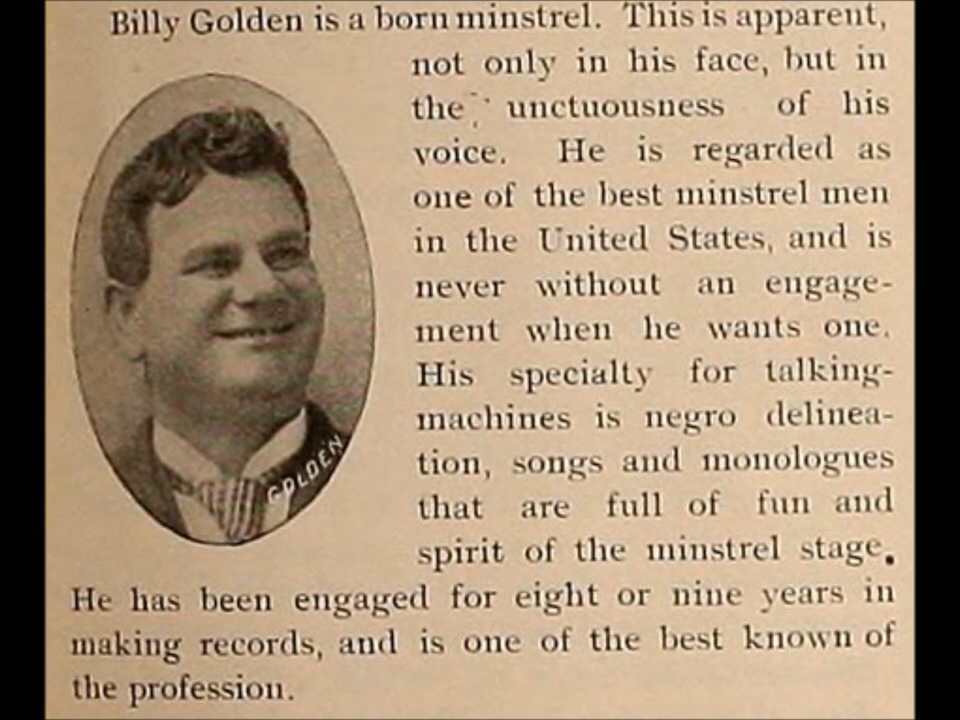 Billy Golden is a born minstrel. This is apparent,
not only in his face, but in
the unctuousness of his
voice. He is regarded as
one of the best minstrel men
in the United States, and is
never without an engage-
ment when he wants one.
His specialty for talking-
machines is negro delinea-
tion, songs and monologues
that are full of fun and
spirit of the minstrel stage.
GOLDEN
He has been engaged for eight or nine years in
making records, and is one of the best known of
the profession.